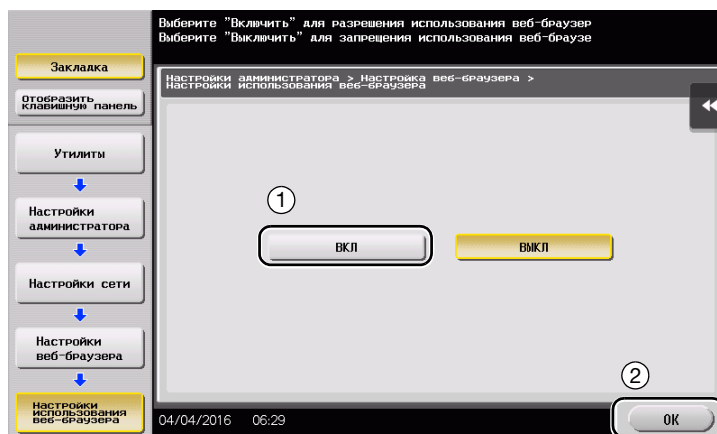 Выберите "Включить" для разрешения использования веб-браузер
Выберите "Выключить" для запрещения использования веб-браузе
Закладка
Отобразить
клавишную панель
Настройки администратора > Настройка веб-браузера >
Настройки использования веб-браузера
Утилиты
Настройки
администратора
Настройки сети
Настройки
веб-браузера
Настройки
использования
веб-браузера
1
ВКЛ
ВЫКЛ
2
04/04/2016 06:29
OK